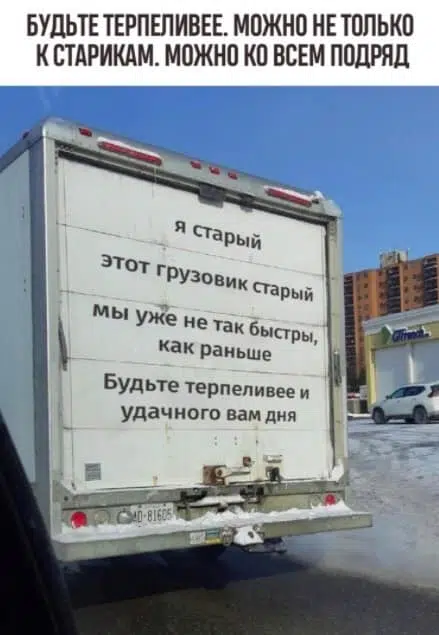 БУДЬТЕ ТЕРПЕЛИВЕЕ. МОЖНО НЕ ТОЛЬКО
К СТАРИКАМ. МОЖНО КО ВСЕМ ПОДРЯД
я старый
этот грузовик старый
мы уже не так быстры,
как раньше
Будьте терпеливее и
удачного вам дня